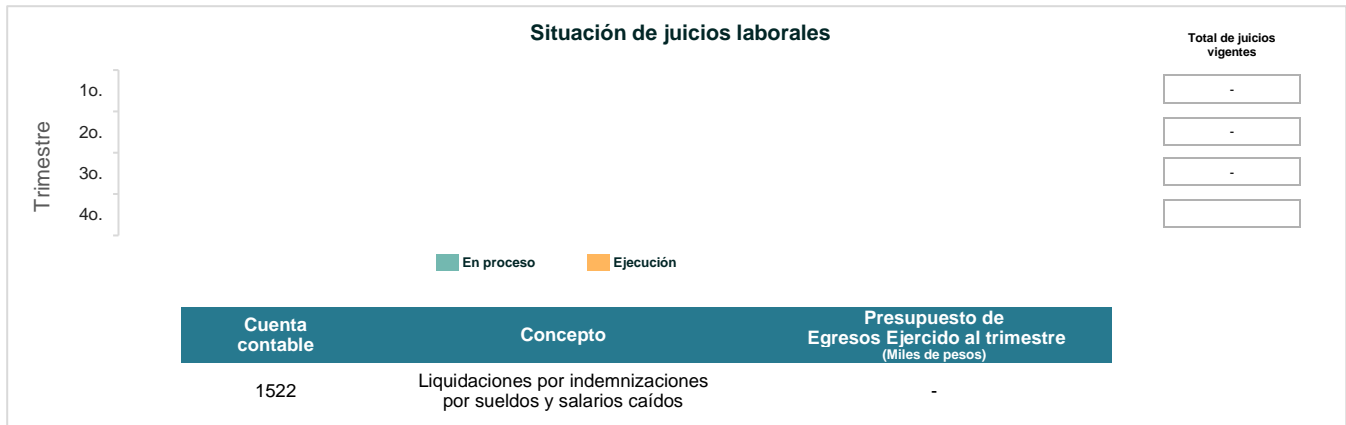 Situación de juicios laborales
Total de juicios
vigentes
Trimestre
1o.
-
2o.
-
3o.
-
4o.
En proceso
Ejecución
Cuenta
contable
Concepto
Presupuesto de
Egresos Ejercido al trimestre
(Miles de pesos)
1522
Liquidaciones por indemnizaciones
por sueldos y salarios caídos
-